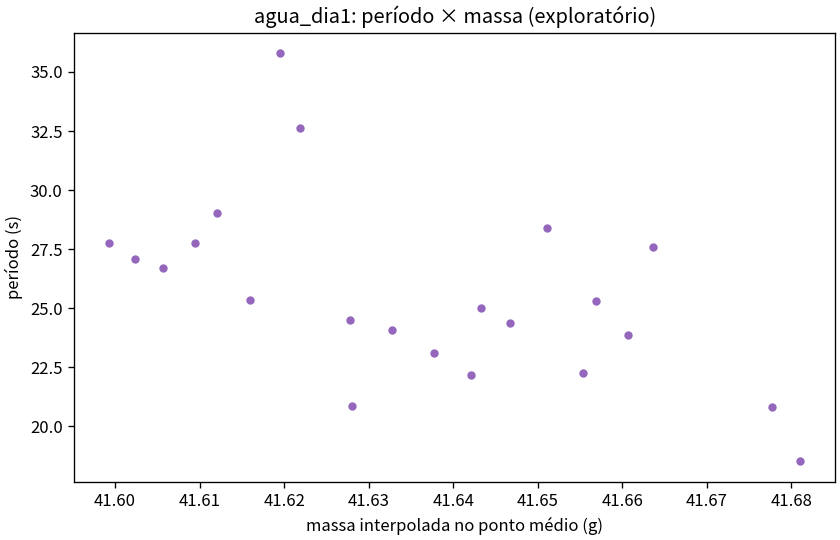 agua_dia1: período × massa (exploratório)
período (s)
35.0
32.5
30.0
27.5
25.0
22.5
20.0
41.60 41.61 41.62 41.63 41.64 41.65 41.66 41.67 41.68
massa interpolada no ponto médio (g)